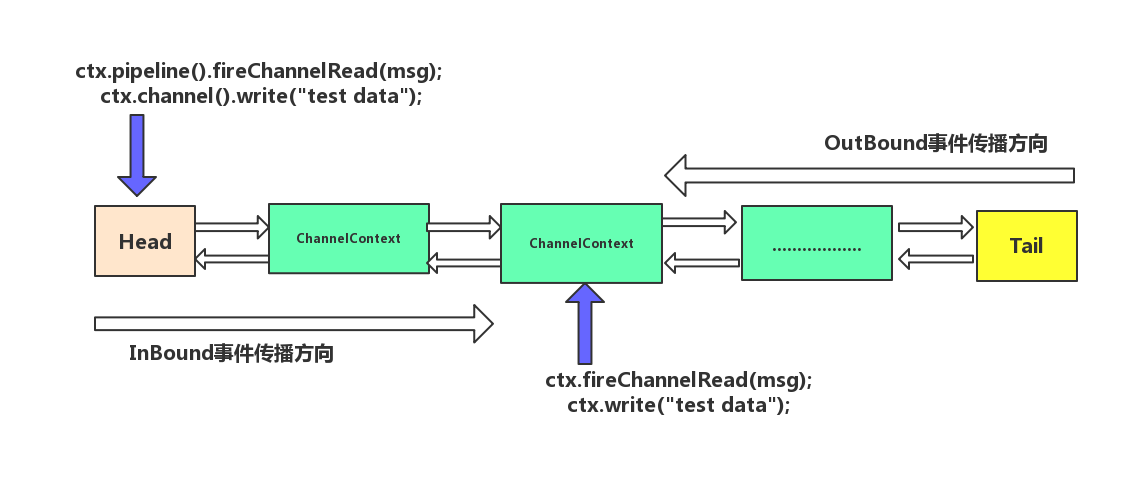 ctx.pipeline().fireChannelRead(msg);
ctx.channel().write("test data");
OutBound事件传播方向
Head
ChannelContext
ChannelContext
..................
Tail
InBound事件传播方向
ctx.fireChannelRead(msg);
ctx.write("test data");